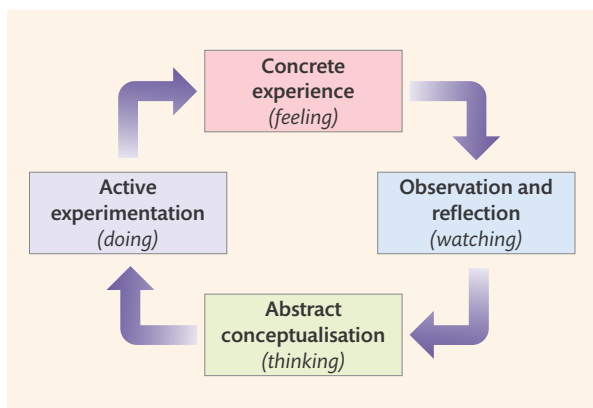 Concrete
experience
(feeling)
Active
experimentation
(doing)
Observation and
reflection
(watching)
Abstract
conceptualisation
(thinking)